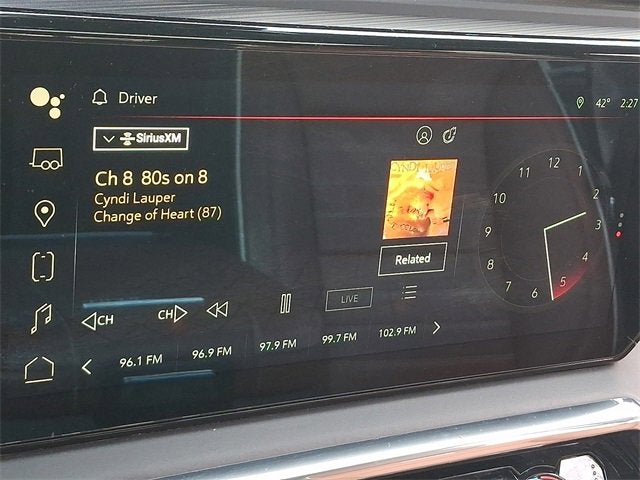 Driver
42° 2:27
SiriusXM
Ch 8 80s on 8
Cyndi Lauper
Change of Heart (87)
CYNDI LAUPER
Related
12
1
2
3
4
5
6
7
8
9
10
11
CH
CH
LIVE
96.1 FM 96.9 FM 97.9 FM 99.7 FM 102.9 FM